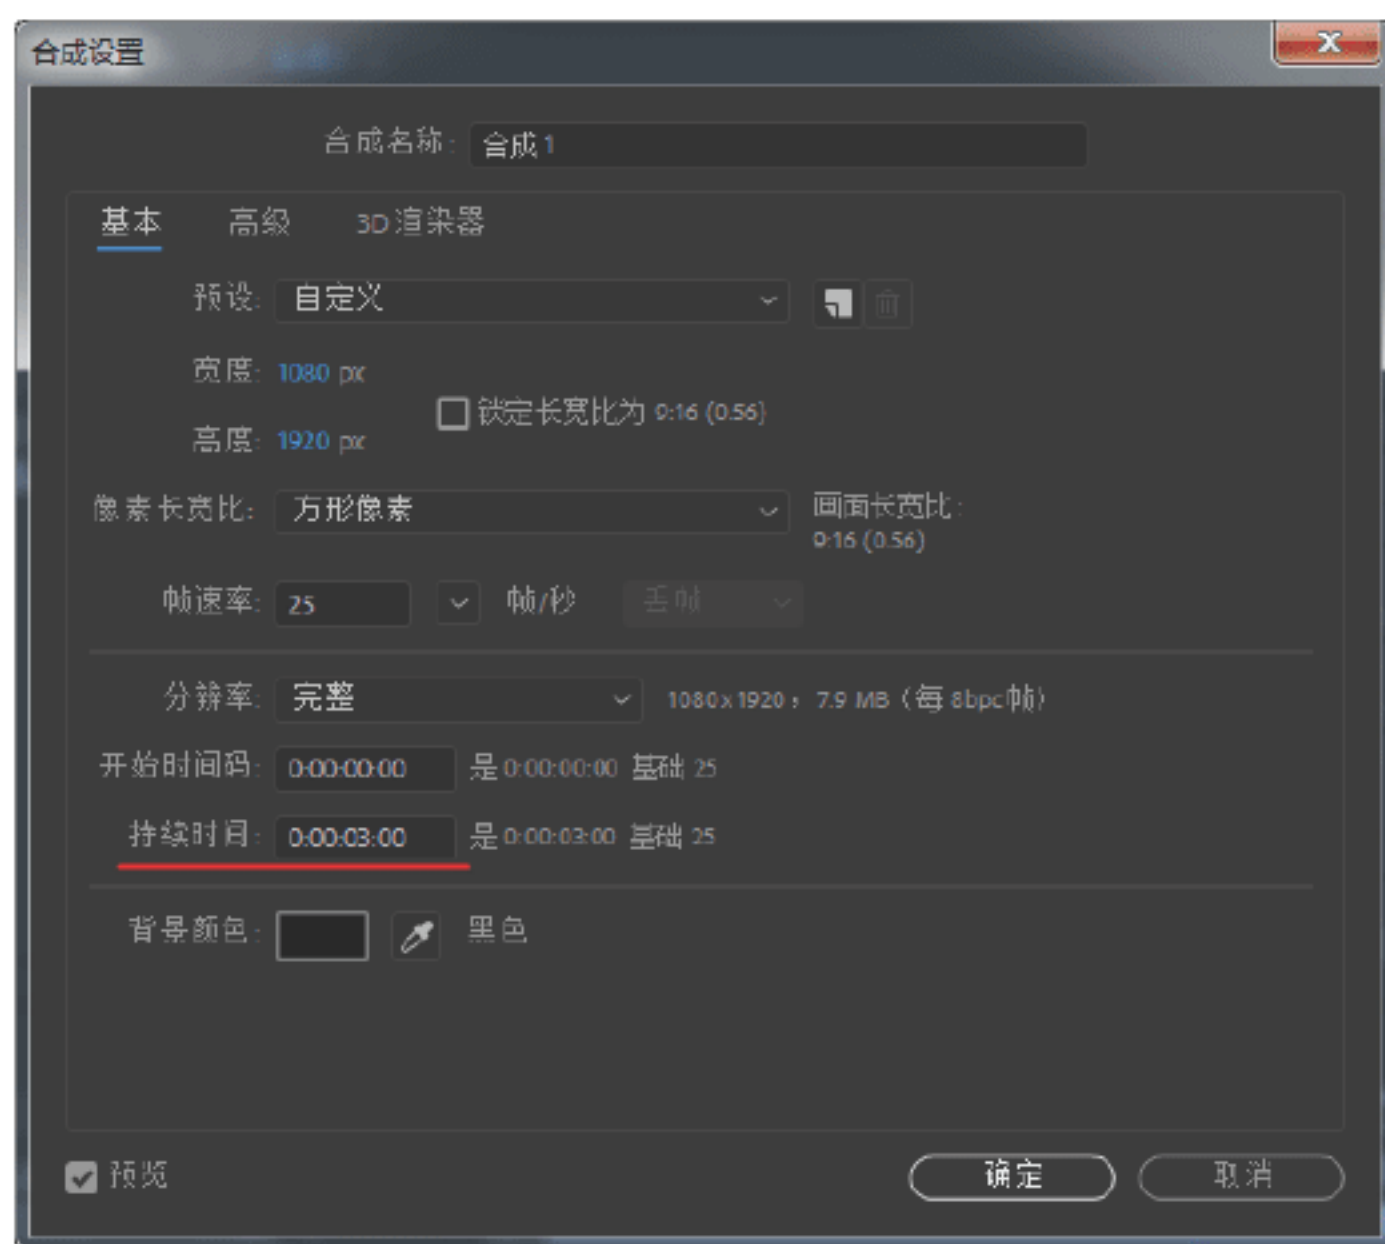 合成设置
合成名称: 合成 1
基本 高级 3D 渲染器
预设: 自定义
宽度: 1080 px
锁定长宽比为 9:16 (0.56)
高度: 1920 px
像素长宽比: 方形像素 画面长宽比:
9:16 (0.56)
帧速率: 25 帧/秒 丢帧
分辨率: 完整 1080 x 1920, 7.9 MB (每 8bpc 帧)
开始时间码: 0:00:00:00 是 0:00:00:00 基础 25
持续时间: 0:00:03:00 是 0:00:03:00 基础 25
背景颜色: 黑色
预览 确定 取消